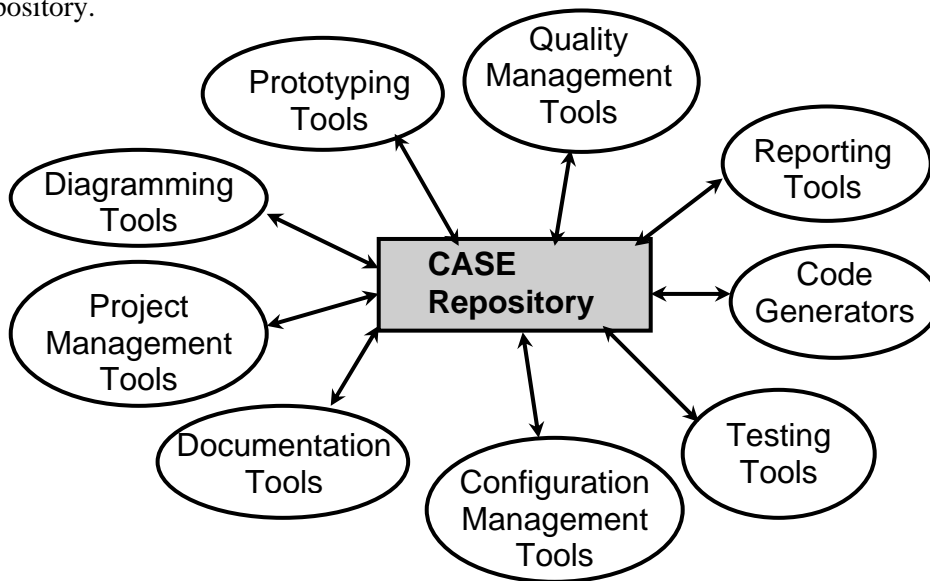 pository.
Quality
Management
Tools
Prototyping
Tools
Reporting
Tools
Diagramming
Tools
CASE
Repository
Code
Generators
Project
Management
Tools
Documentation
Tools
Testing
Tools
Configuration
Management
Tools